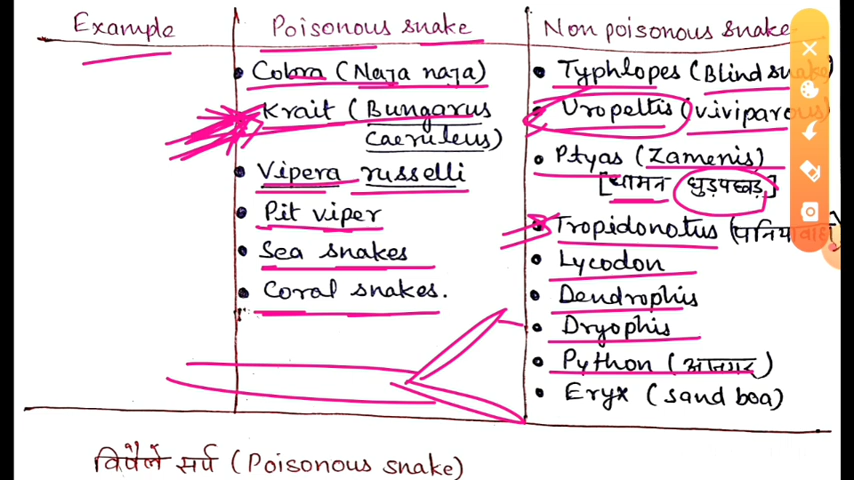 Example
Poisonous snake
Non poisonous snake
Cobra (Naja naja)
Krait (Bungarus
caeruleus)
Vipera russelli
Pit viper
Sea snakes
Coral snakes.
Typhlopes (Blind snake)
Uropeltis (viviparous)
Ptyas (Zamenis)
[धामन
Tropidonotus
Lycodon
Dendrophis
Dryophis
Python (अजगर)
Eryx (sand boa)
विषैले सर्प (Poisonous snake)